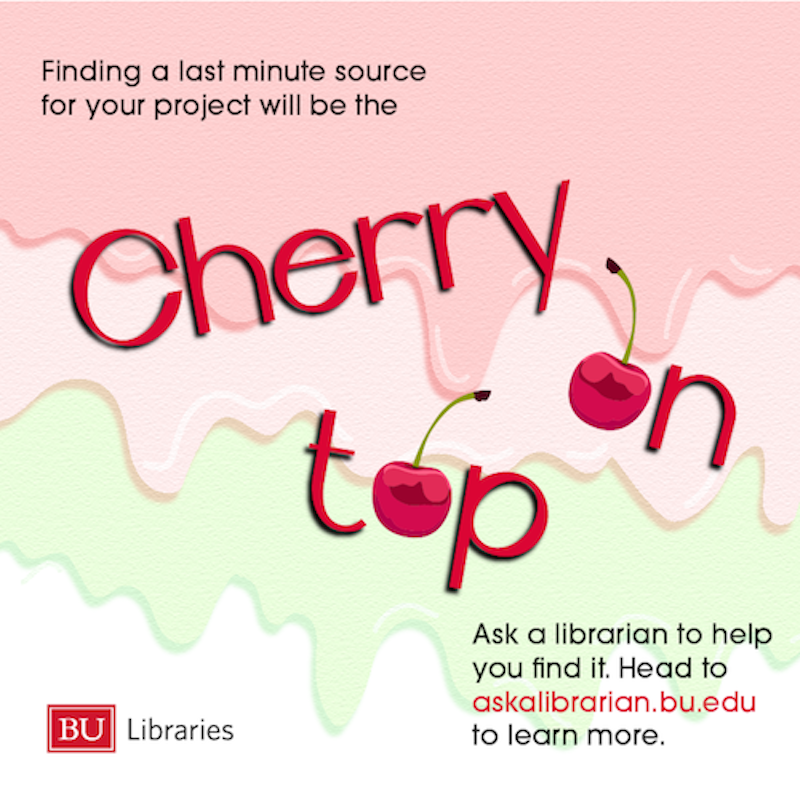 Finding a last minute source
for your project will be the
Cherry
on
top
Ask a librarian to help
you find it. Head to
askalibrarian.bu.edu
to learn more.
BU Libraries